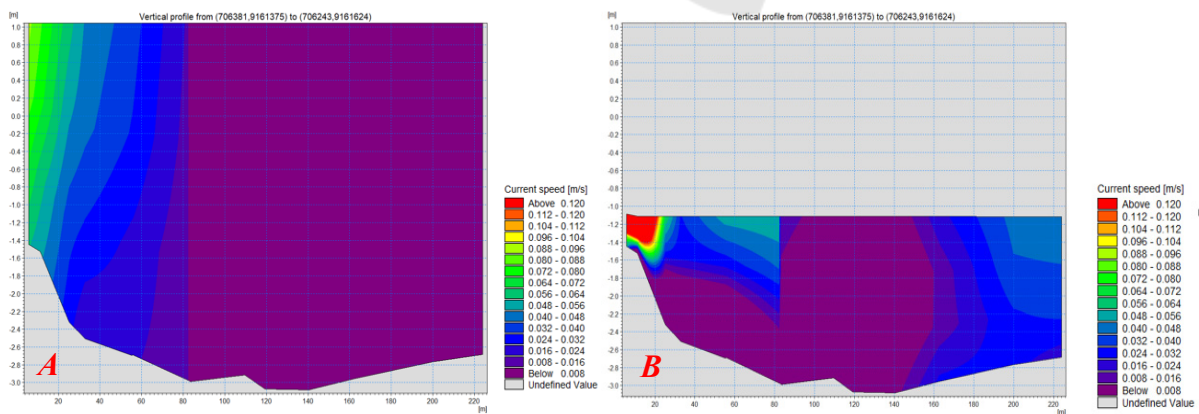 [m] Vertical profile from (706381,9161375) to (706243,9161624)
1.0
0.8
0.6
0.4
0.2
0.0
-0.2
-0.4
-0.6
-0.8
-1.0
-1.2
-1.4
-1.6
-1.8
-2.0
-2.2
-2.4
-2.6
-2.8
-3.0
A
20 40 60 80 100 120 140 160 180 200 220
[m]
Current speed [m/s]
Above 0.120
0.112 - 0.120
0.104 - 0.112
0.096 - 0.104
0.088 - 0.096
0.080 - 0.088
0.072 - 0.080
0.064 - 0.072
0.056 - 0.064
0.048 - 0.056
0.040 - 0.048
0.032 - 0.040
0.024 - 0.032
0.016 - 0.024
0.008 - 0.016
Below 0.008
Undefined Value
[m] Vertical profile from (706381,9161375) to (706243,9161624)
1.0
0.8
0.6
0.4
0.2
0.0
-0.2
-0.4
-0.6
-0.8
-1.0
-1.2
-1.4
-1.6
-1.8
-2.0
-2.2
-2.4
-2.6
-2.8
-3.0
B
20 40 60 80 100 120 140 160 180 200 220
[m]
Current speed [m/s]
Above 0.120
0.112 - 0.120
0.104 - 0.112
0.096 - 0.104
0.088 - 0.096
0.080 - 0.088
0.072 - 0.080
0.064 - 0.072
0.056 - 0.064
0.048 - 0.056
0.040 - 0.048
0.032 - 0.040
0.024 - 0.032
0.016 - 0.024
0.008 - 0.016
Below 0.008
Undefined Value